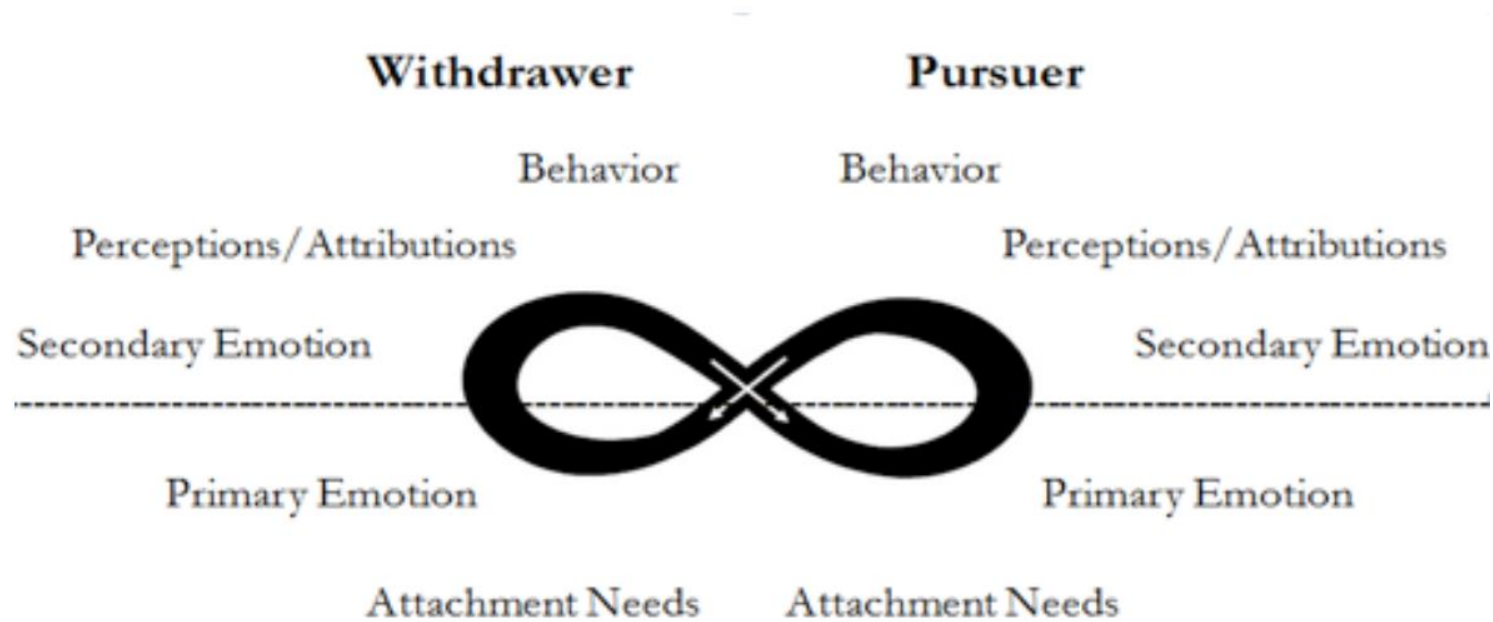 Withdrawer Pursuer
Behavior Behavior
Perceptions/Attributions Perceptions/Attributions
Secondary Emotion Secondary Emotion
Primary Emotion Primary Emotion
Attachment Needs Attachment Needs